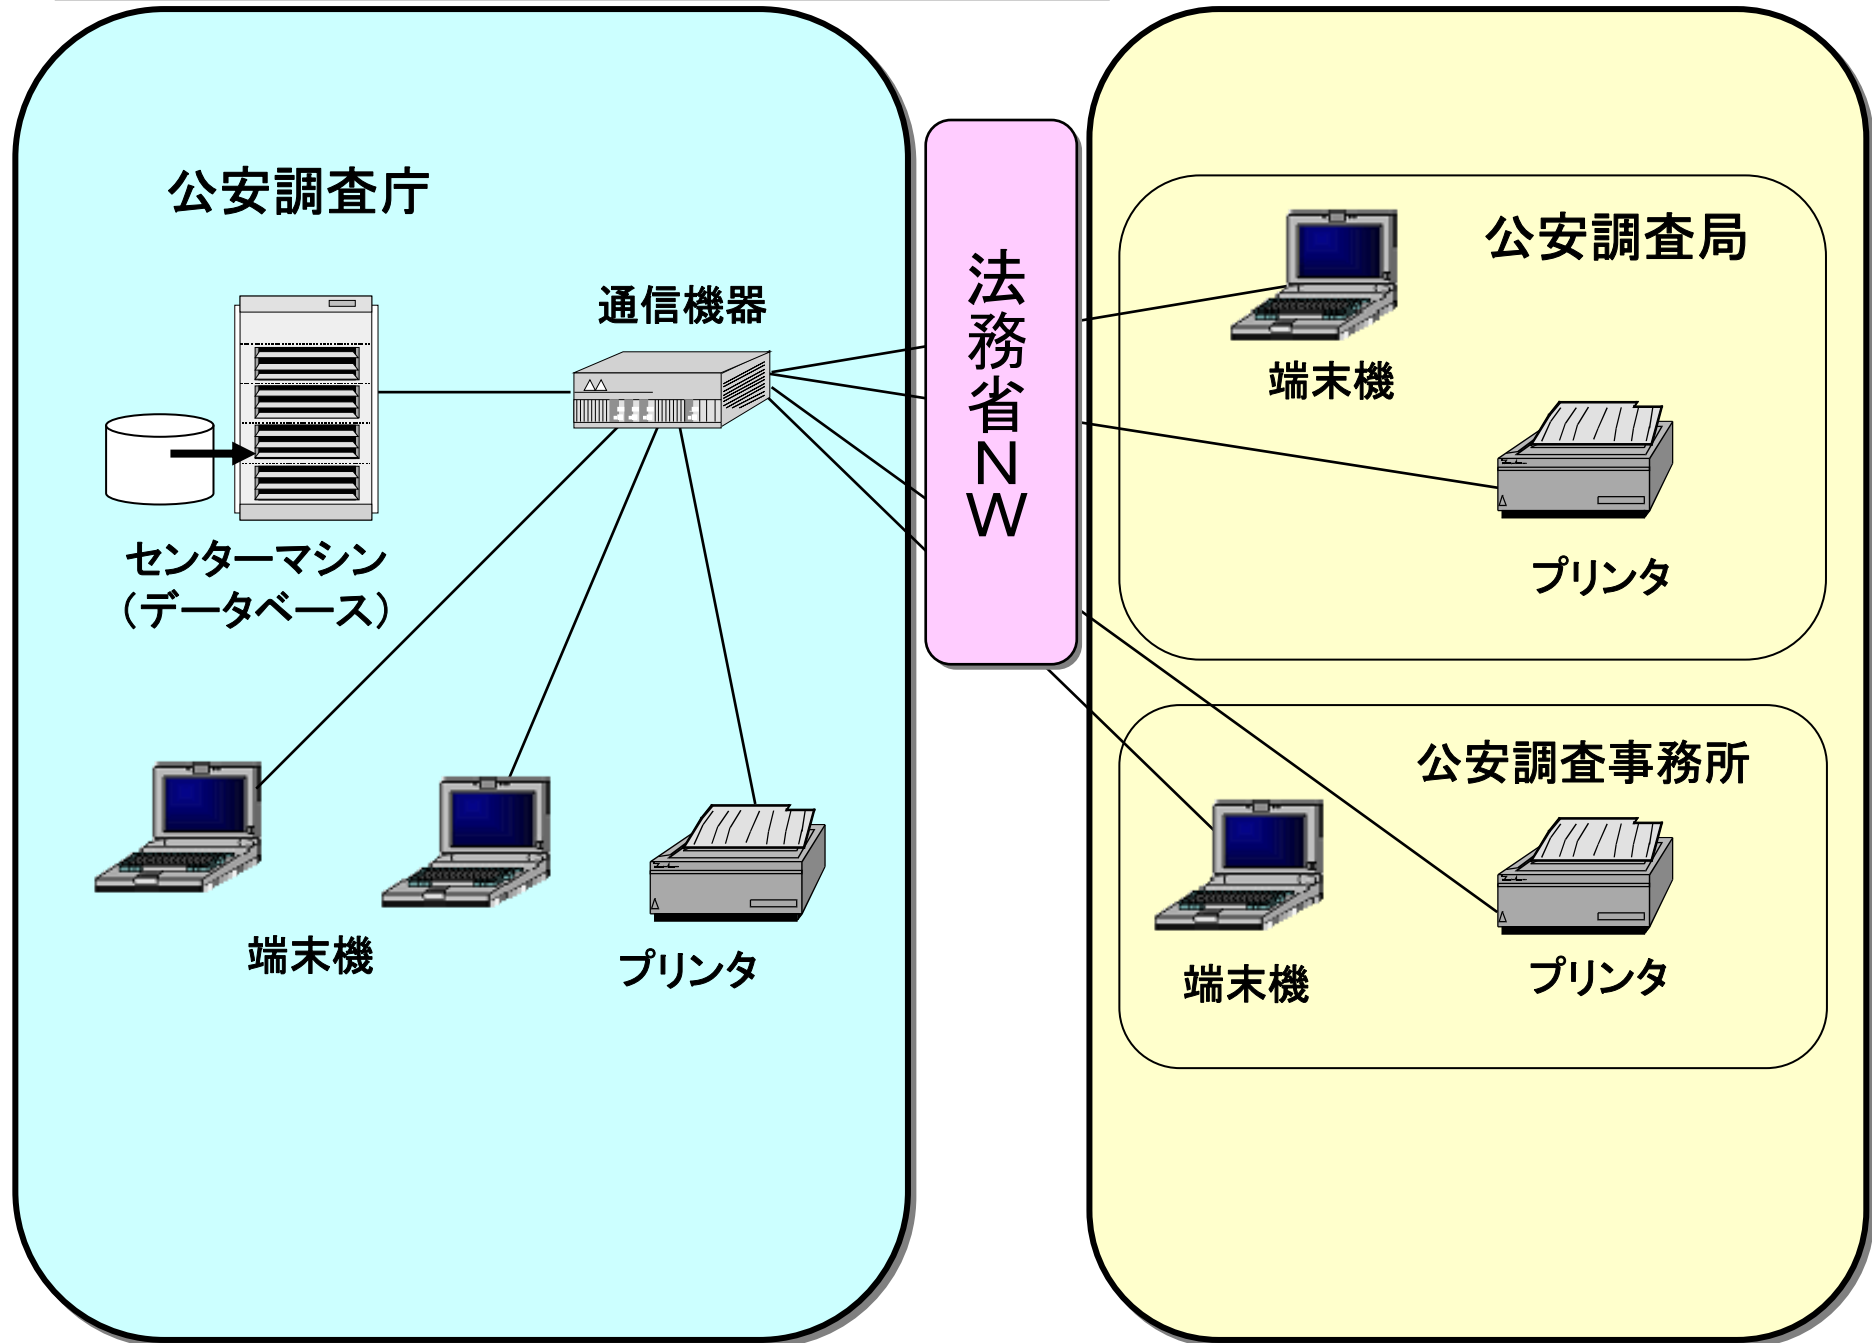 公安調査庁
通信機器
センターマシン
（データベース）
端末機
プリンタ
法務省ＮＷ
公安調査局
端末機
プリンタ
公安調査事務所
端末機
プリンタ